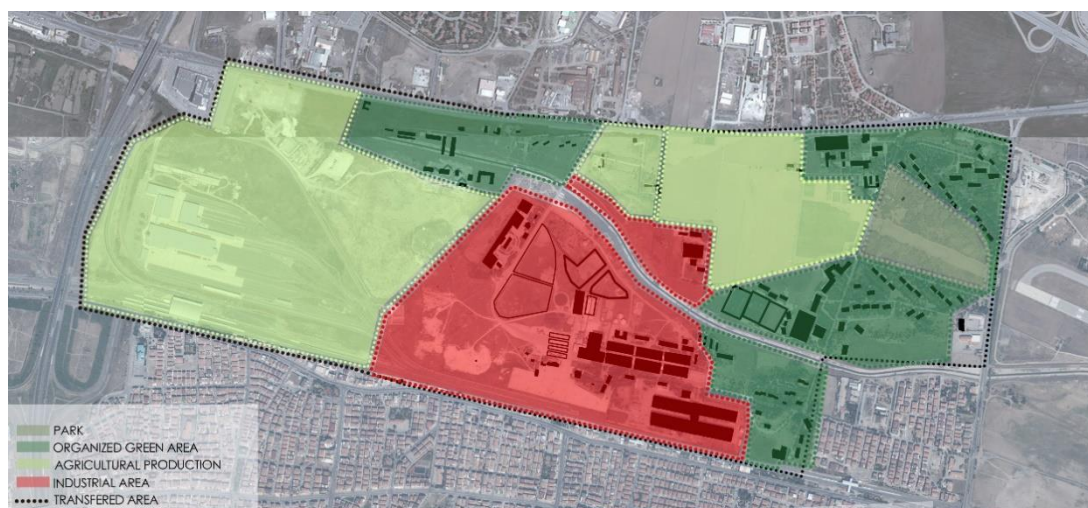 PARK
ORGANIZED GREEN AREA
AGRICULTURAL PRODUCTION
INDUSTRIAL AREA
TRANSFERED AREA